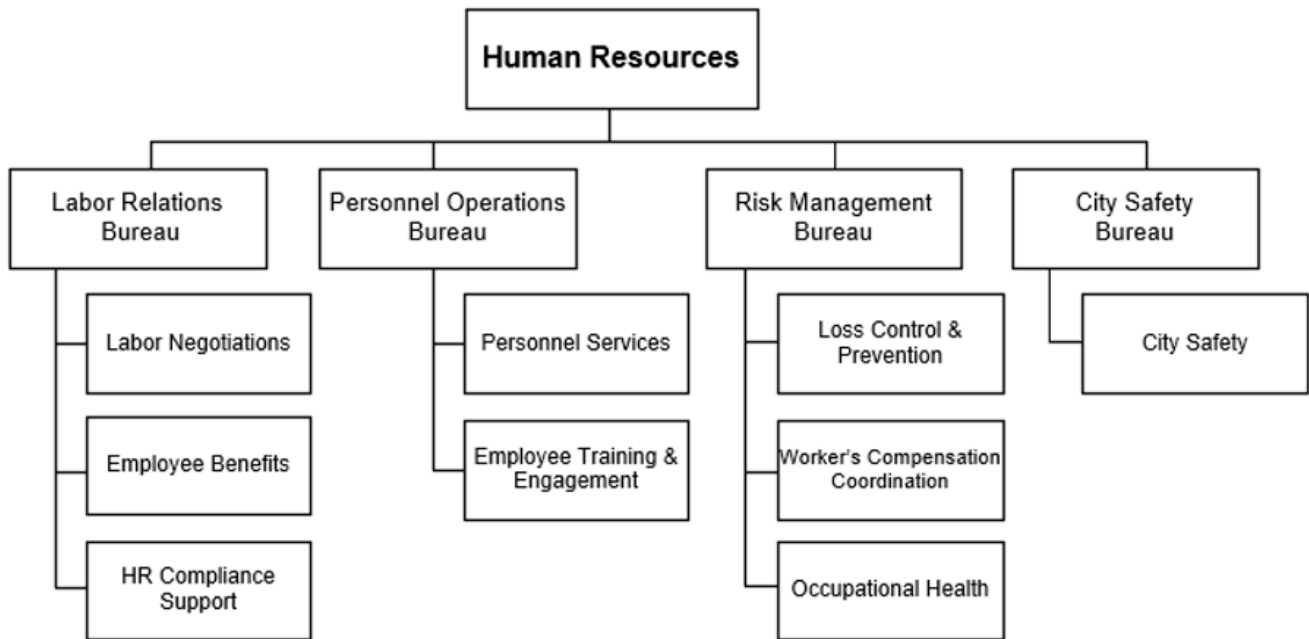 Human Resources
Labor Relations
Bureau
Personnel Operations
Bureau
Risk Management
Bureau
City Safety
Bureau
Labor Negotiations
Personnel Services
Loss Control &
Prevention
City Safety
Employee Benefits
Employee Training &
Engagement
Worker's Compensation
Coordination
HR Compliance
Support
Occupational Health